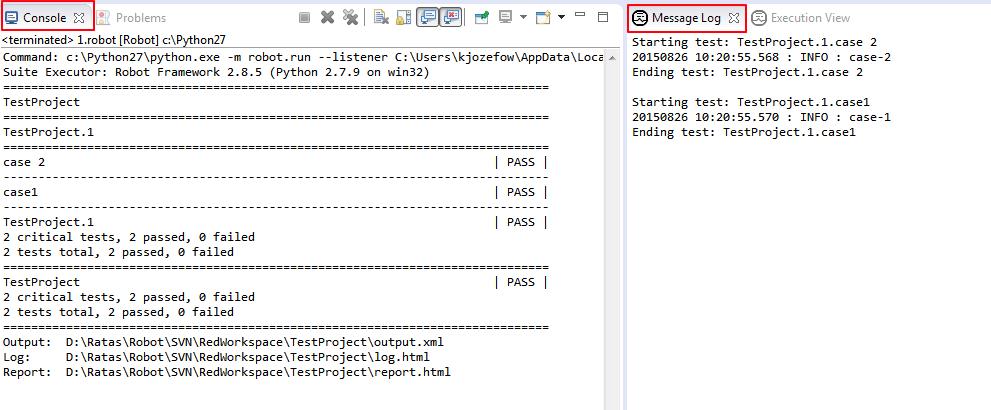 Console
Problems
<terminated> 1.robot [Robot] c:\Python27
Command: c:\Python27\python.exe -m robot.run --listener C:\Users\kjozefow\AppData\Loca
Suite Executor: Robot Framework 2.8.5 (Python 2.7.9 on win32)
==============================================================================
TestProject
==============================================================================
TestProject.1
==============================================================================
case 2 | PASS |
------------------------------------------------------------------------------
case1 | PASS |
------------------------------------------------------------------------------
TestProject.1 | PASS |
2 critical tests, 2 passed, 0 failed
2 tests total, 2 passed, 0 failed
==============================================================================
TestProject | PASS |
2 critical tests, 2 passed, 0 failed
2 tests total, 2 passed, 0 failed
==============================================================================
Output:  D:\Ratas\Robot\SVN\RedWorkspace\TestProject\output.xml
Log:     D:\Ratas\Robot\SVN\RedWorkspace\TestProject\log.html
Report:  D:\Ratas\Robot\SVN\RedWorkspace\TestProject\report.html
Message Log
Execution View
Starting test: TestProject.1.case 2
20150826 10:20:55.568 : INFO : case-2
Ending test: TestProject.1.case 2
Starting test: TestProject.1.case1
20150826 10:20:55.570 : INFO : case-1
Ending test: TestProject.1.case1